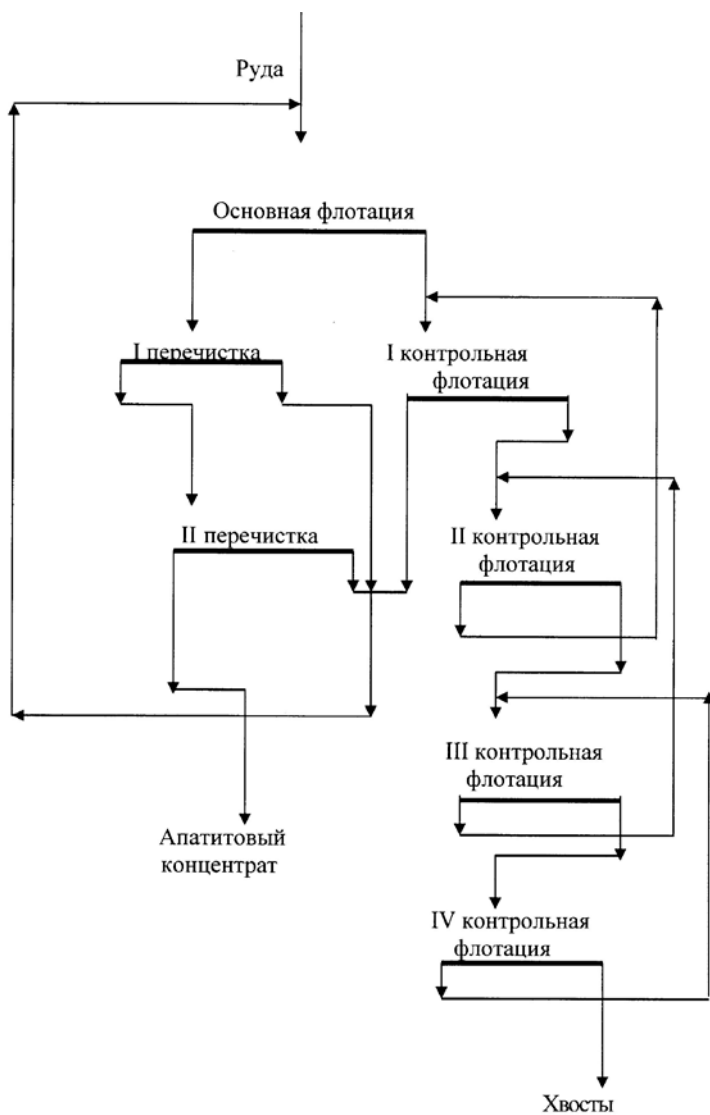 Руда
Основная флотация
I перечистка
I контрольная
флотация
II перечистка
II контрольная
флотация
III контрольная
флотация
Апатитовый
концентрат
IV контрольная
флотация
Хвосты